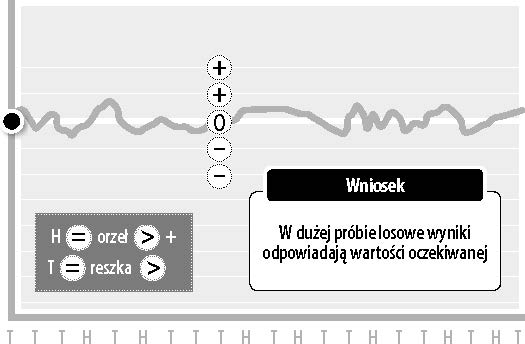 +
+
0
−
−
Wniosek
W dużej próbie losowe wyniki
odpowiadają wartości oczekiwanej
H = orzeł > +
T = reszka >
T T T H T H T T T H T H T T H T H T T H T H T